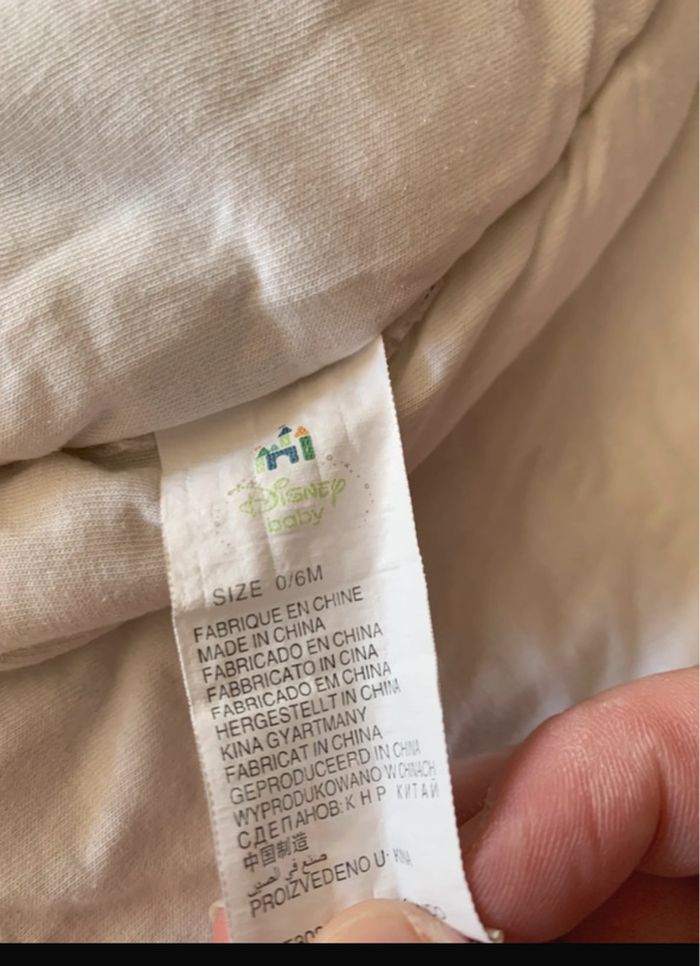 Disney
baby
SIZE 0/6M
FABRIQUE EN CHINE
MADE IN CHINA
FABRICADO EN CHINA
FABBRICATO IN CINA
FABRICADO EM CHINA
HERGESTELLT IN CHINA
KINA GYARTMANY
FABRICAT IN CHINA
GEPRODUCEERD IN CHINA
WYPRODUKOWANO W CHINACH
СДЕПАНОВ: К Н Р КИТАЙ
中国制造
صنع في الصين
PROIZVEDENO U KINA